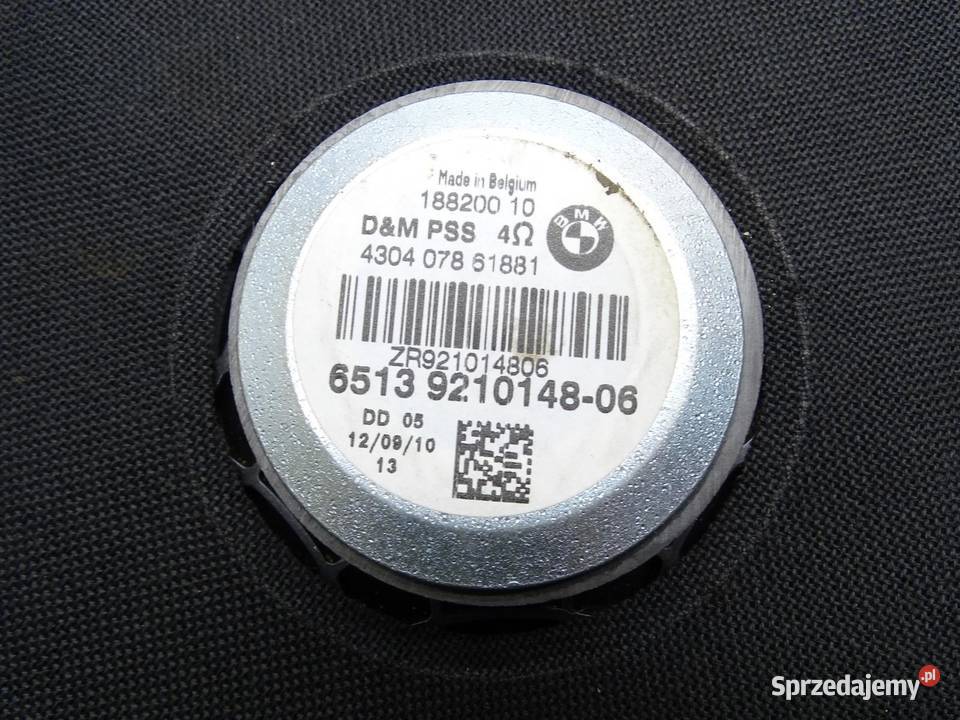 Made in Belgium
188200 10
D&M PSS 4Ω
BMW
4304 078 61881
ZR921014806
6513 9210148-06
DD 05
12/09/10
13
Sprzedajemy.pl